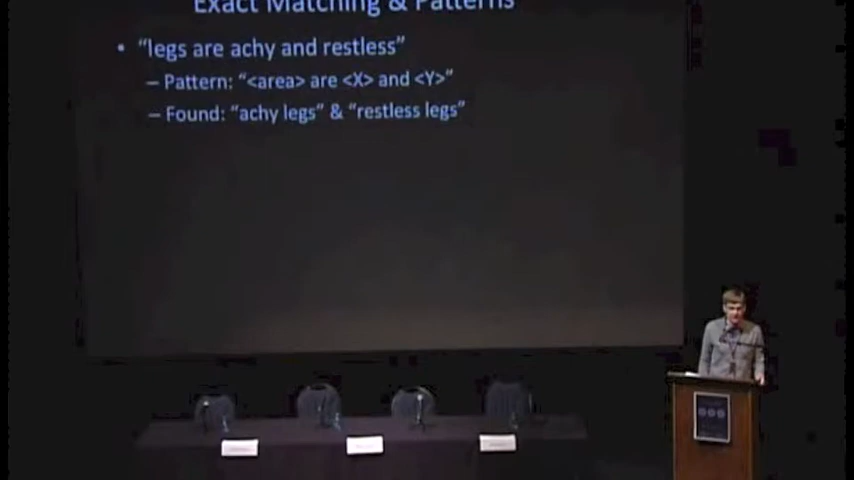 Exact Matching & Patterns
• “legs are achy and restless”
– Pattern: “<area> are <X> and <Y>”
– Found: “achy legs” & “restless legs”